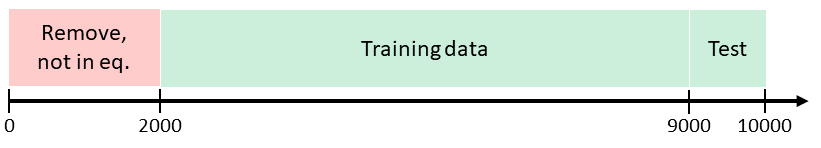 Remove,
not in eq.
Training data
Test
0
2000
9000
10000